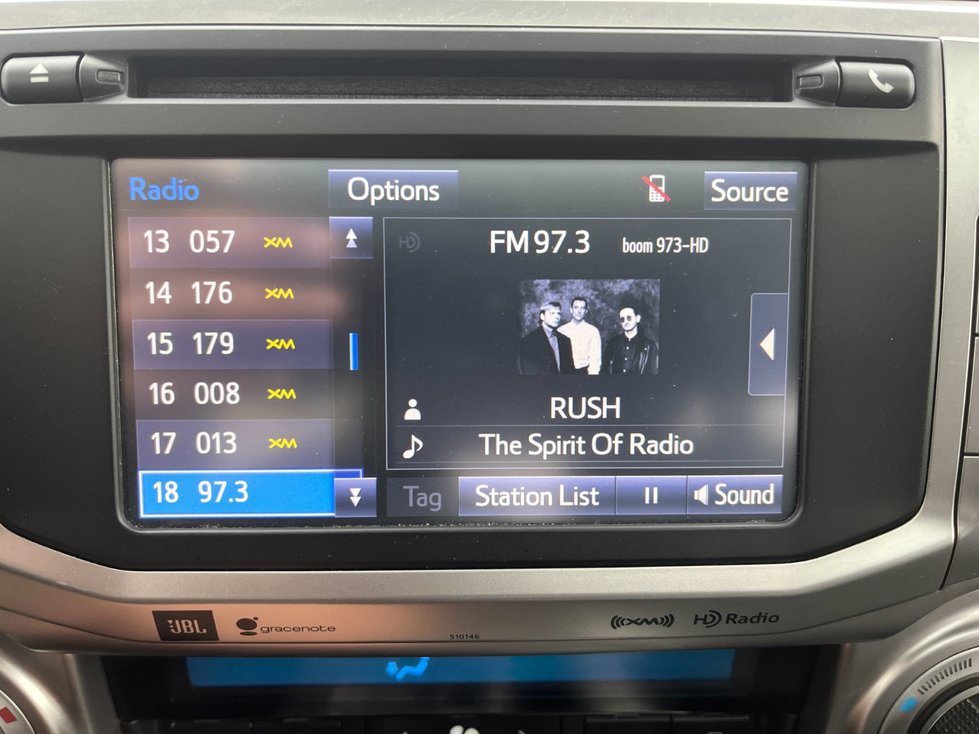 Radio
Options
Source
13 057 XM
14 176 XM
15 179 XM
16 008 XM
17 013 XM
18 97.3
HD
FM 97.3 boom 973-HD
RUSH
The Spirit Of Radio
Tag
Station List
Sound
JBL
gracenote
510146
((((XM))))
HD Radio